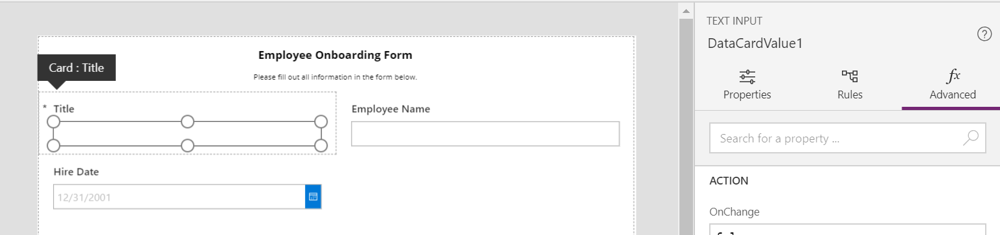 Employee Onboarding Form
Please fill out all information in the form below.
Card : Title
* Title
Employee Name
Hire Date
12/31/2001
TEXT INPUT
DataCardValue1
?
Properties
Rules
fx
Advanced
Search for a property ...
ACTION
OnChange